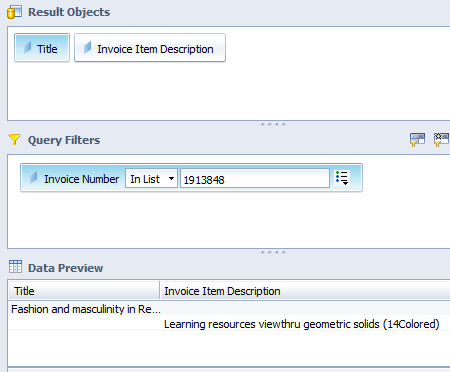 Result Objects
Title Invoice Item Description
Query Filters
Invoice Number In List 1913848
Data Preview
Title Invoice Item Description
Fashion and masculinity in Re...
Learning resources viewthru geometric solids (14Colored)